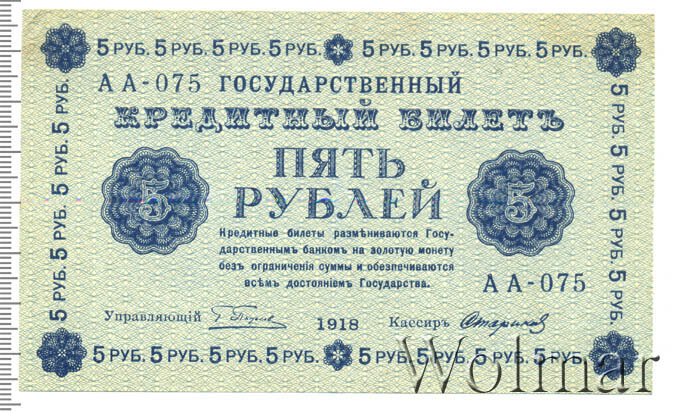 5 РУБ. 5 РУБ. 5 РУБ. 5 РУБ. 5 РУБ. 5 РУБ. 5 РУБ. 5 РУБ.
АА-075 ГОСУДАРСТВЕННЫЙ
КРЕДИТНЫЙ БИЛЕТЪ
ПЯТЬ
РУБЛЕЙ
5
5
Кредитные билеты размѣниваются Госу-
дарственнымъ банкомъ на золотую монету
безъ ограниченія суммы и обезпечиваются
всѣмъ достояніемъ Государства.
АА-075
Управляющій
1918
Кассиръ Стариков
5 РУБ. 5 РУБ. 5 РУБ. 5 РУБ. 5 РУБ. 5 РУБ. 5 РУБ. 5 РУБ.
5 РУБ. 5 РУБ. 5 РУБ. 5 РУБ.
5 РУБ. 5 РУБ. 5 РУБ. 5 РУБ.
Wolmar